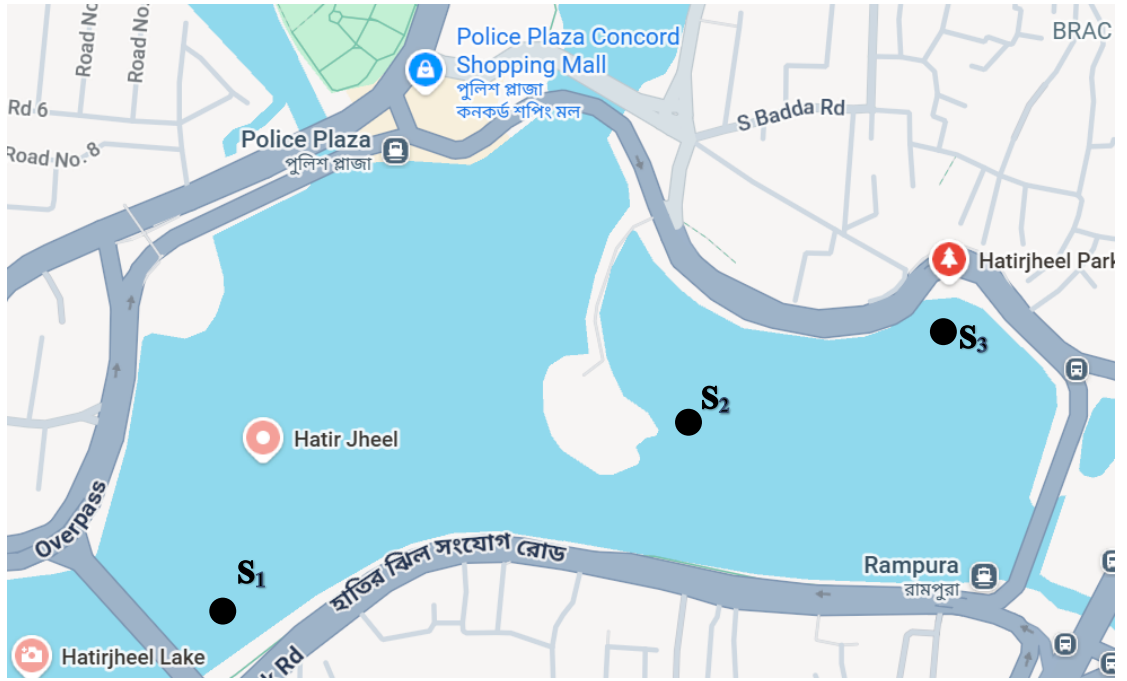 Road No.
Road No.
BRAC
Police Plaza Concord
Shopping Mall
পুলিশ প্লাজা
কনকর্ড শপিং মল
Rd 6
S Badda Rd
Police Plaza
পুলিশ প্লাজা
Road No. 8
Hatirjheel Park
S₃
S₂
Hatir Jheel
Overpass
হাতির ঝিল সংযোগ রোড
S₁
Rampura
রামপুরা
Hatirjheel Lake
k Rd